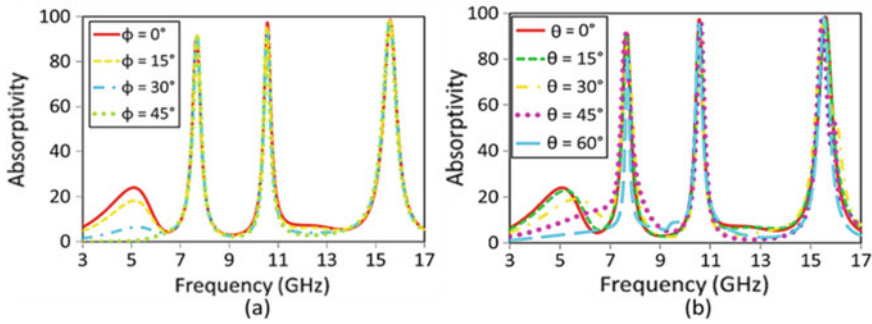 Absorptivity
100
80
60
40
20
0
ϕ = 0°
ϕ = 15°
ϕ = 30°
ϕ = 45°
3 5 7 9 11 13 15 17
Frequency (GHz)
(a)
Absorptivity
100
80
60
40
20
0
θ = 0°
θ = 15°
θ = 30°
θ = 45°
θ = 60°
3 5 7 9 11 13 15 17
Frequency (GHz)
(b)